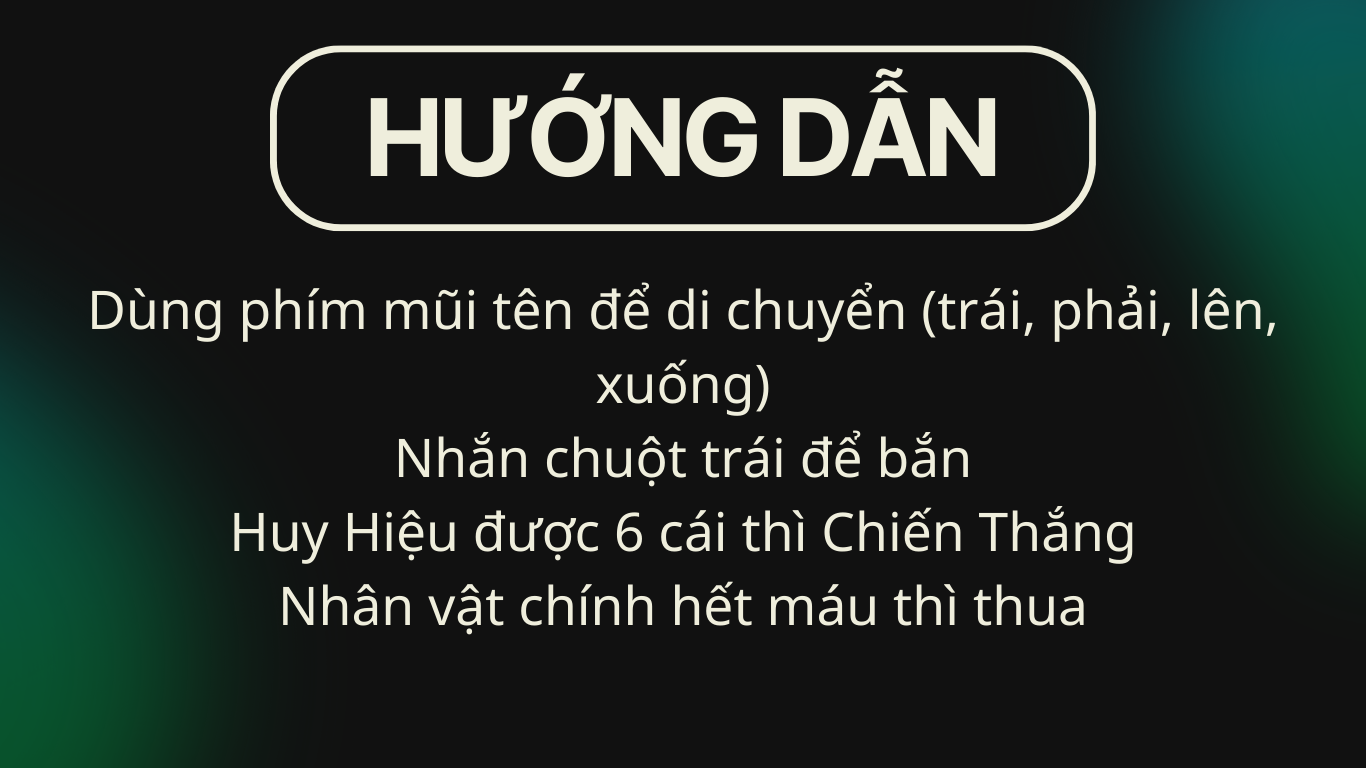 HƯỚNG DẪN
Dùng phím mũi tên để di chuyển (trái, phải, lên,
xuống)
Nhắn chuột trái để bắn
Huy Hiệu được 6 cái thì Chiến Thắng
Nhân vật chính hết máu thì thua